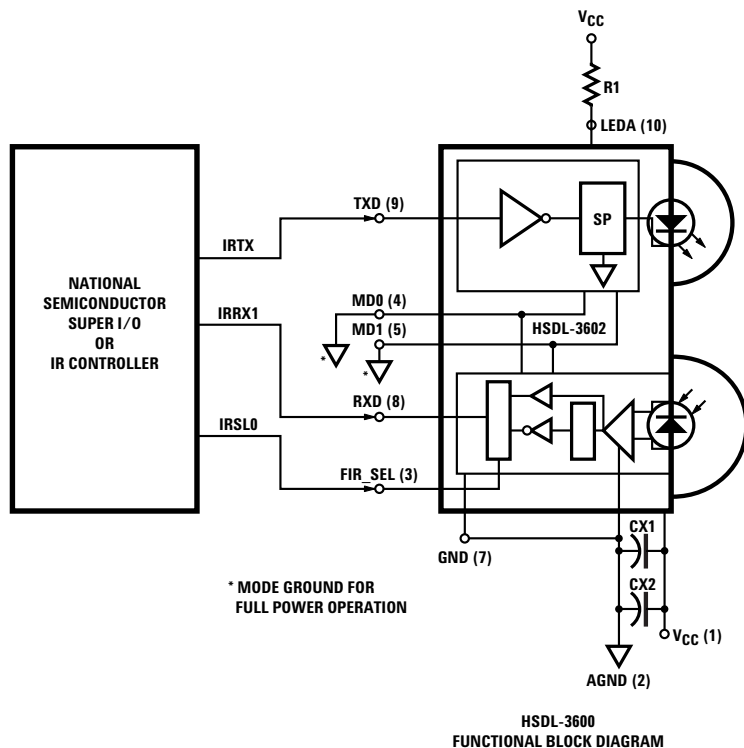 VCC
R1
LEDA (10)
TXD (9)
SP
IRTX
NATIONAL
SEMICONDUCTOR
SUPER I/O
OR
IR CONTROLLER
MD0 (4)
HSDL-3602
IRRX1
MD1 (5)
*
*
RXD (8)
IRSL0
FIR_SEL (3)
CX1
GND (7)
* MODE GROUND FOR
FULL POWER OPERATION
CX2
VCC (1)
AGND (2)
HSDL-3600
FUNCTIONAL BLOCK DIAGRAM